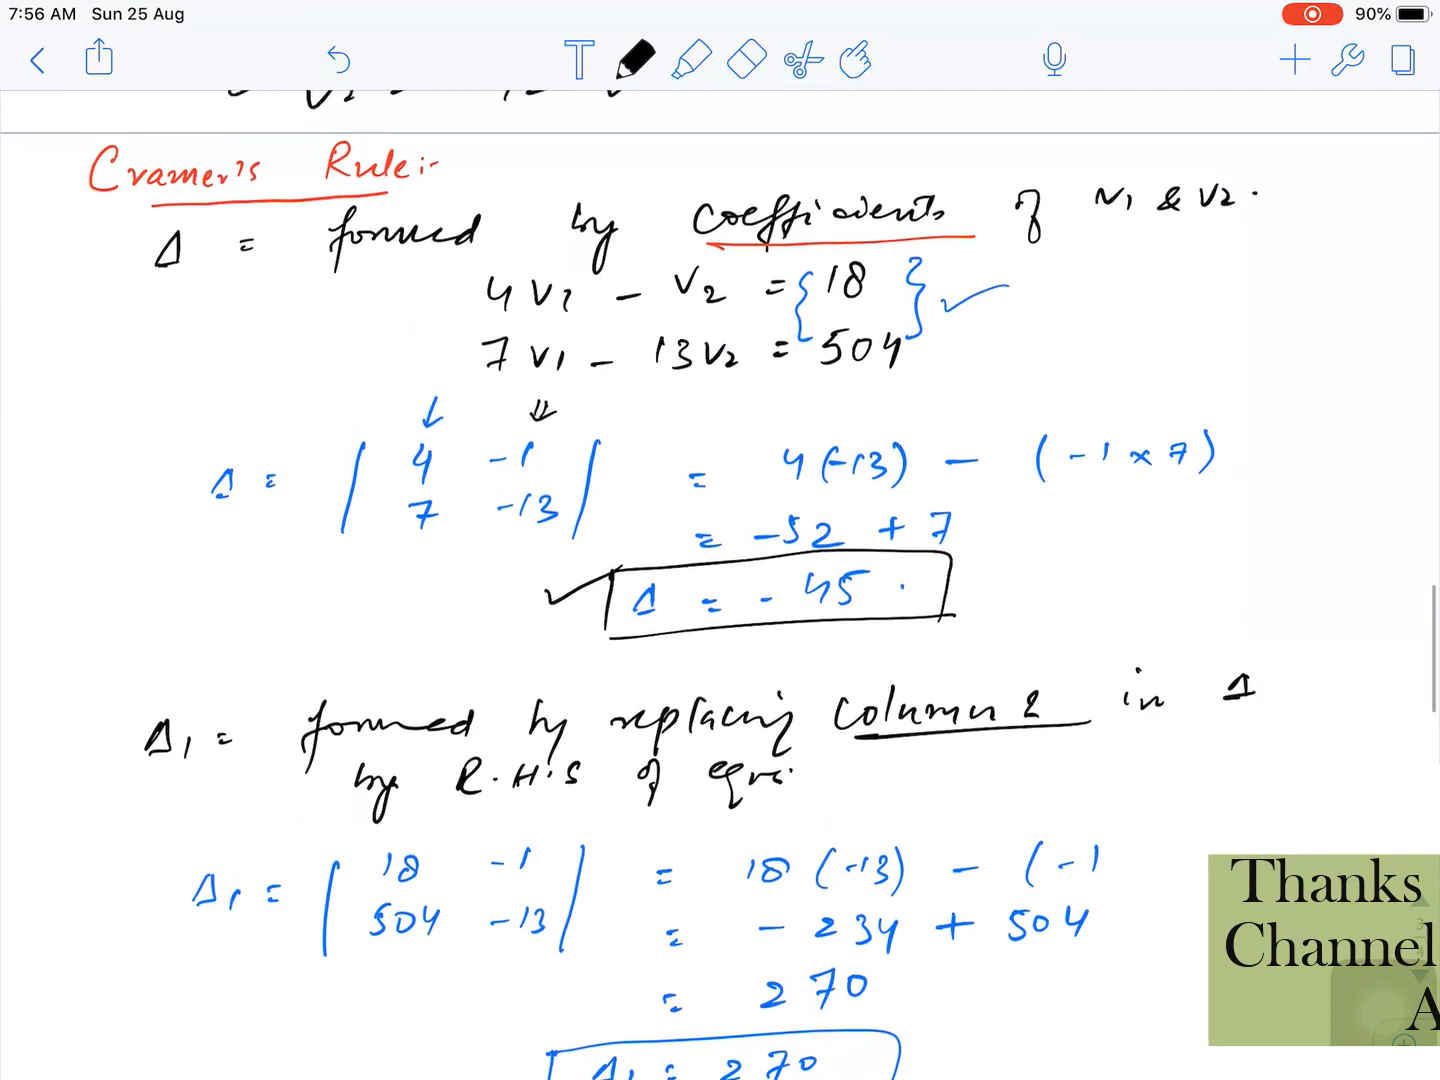 7:56 AM Sun 25 Aug
90%
Cramer's Rule:-
Δ = formed by coefficients of V1 & V2.
4V1 - V2 = {18}
7V1 - 13V2 = 504
Δ = | 4 -1 | = 4(-13) - (-1 × 7)
| 7 -13 |
= -52 + 7
Δ = -45.
Δ1 = formed by replacing column 1 in Δ
by R.H.S of eqns.
Δ1 = | 18 -1 | = 18(-13) - (-1
| 504 -13 | = -234 + 504
= 270
Δ1 = 270
Thanks
Channel
A